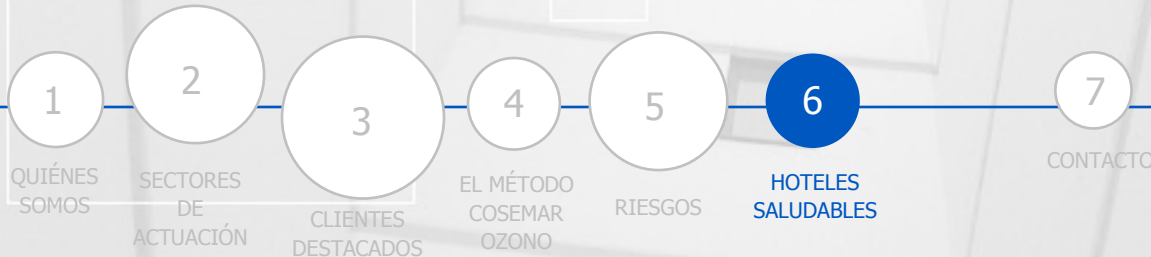 1
QUIÉNES
SOMOS
2
SECTORES
DE
ACTUACIÓN
3
CLIENTES
DESTACADOS
4
EL MÉTODO
COSEMAR
OZONO
5
RIESGOS
6
HOTELES
SALUDABLES
7
CONTACTO